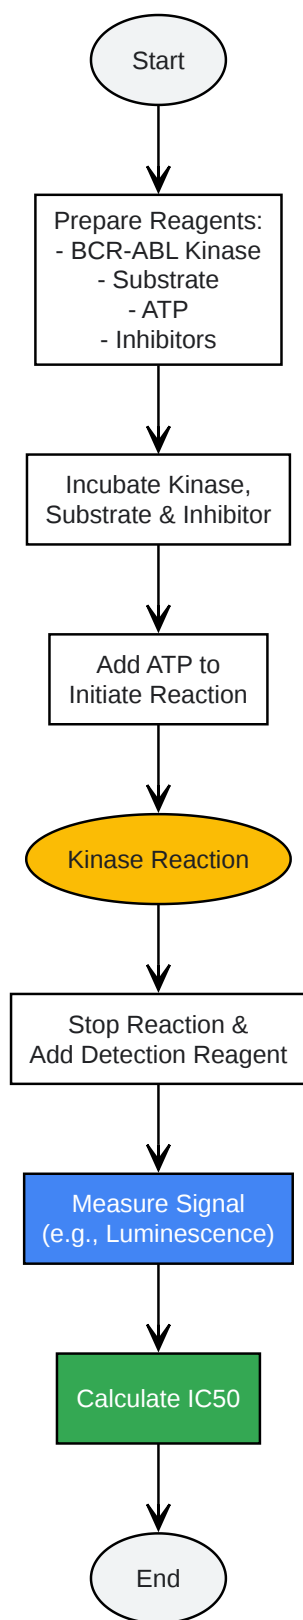 Start
Prepare Reagents:
- BCR-ABL Kinase
- Substrate
- ATP
- Inhibitors
Incubate Kinase,
Substrate & Inhibitor
Add ATP to
Initiate Reaction
Kinase Reaction
Stop Reaction &
Add Detection Reagent
Measure Signal
(e.g., Luminescence)
Calculate IC50
End